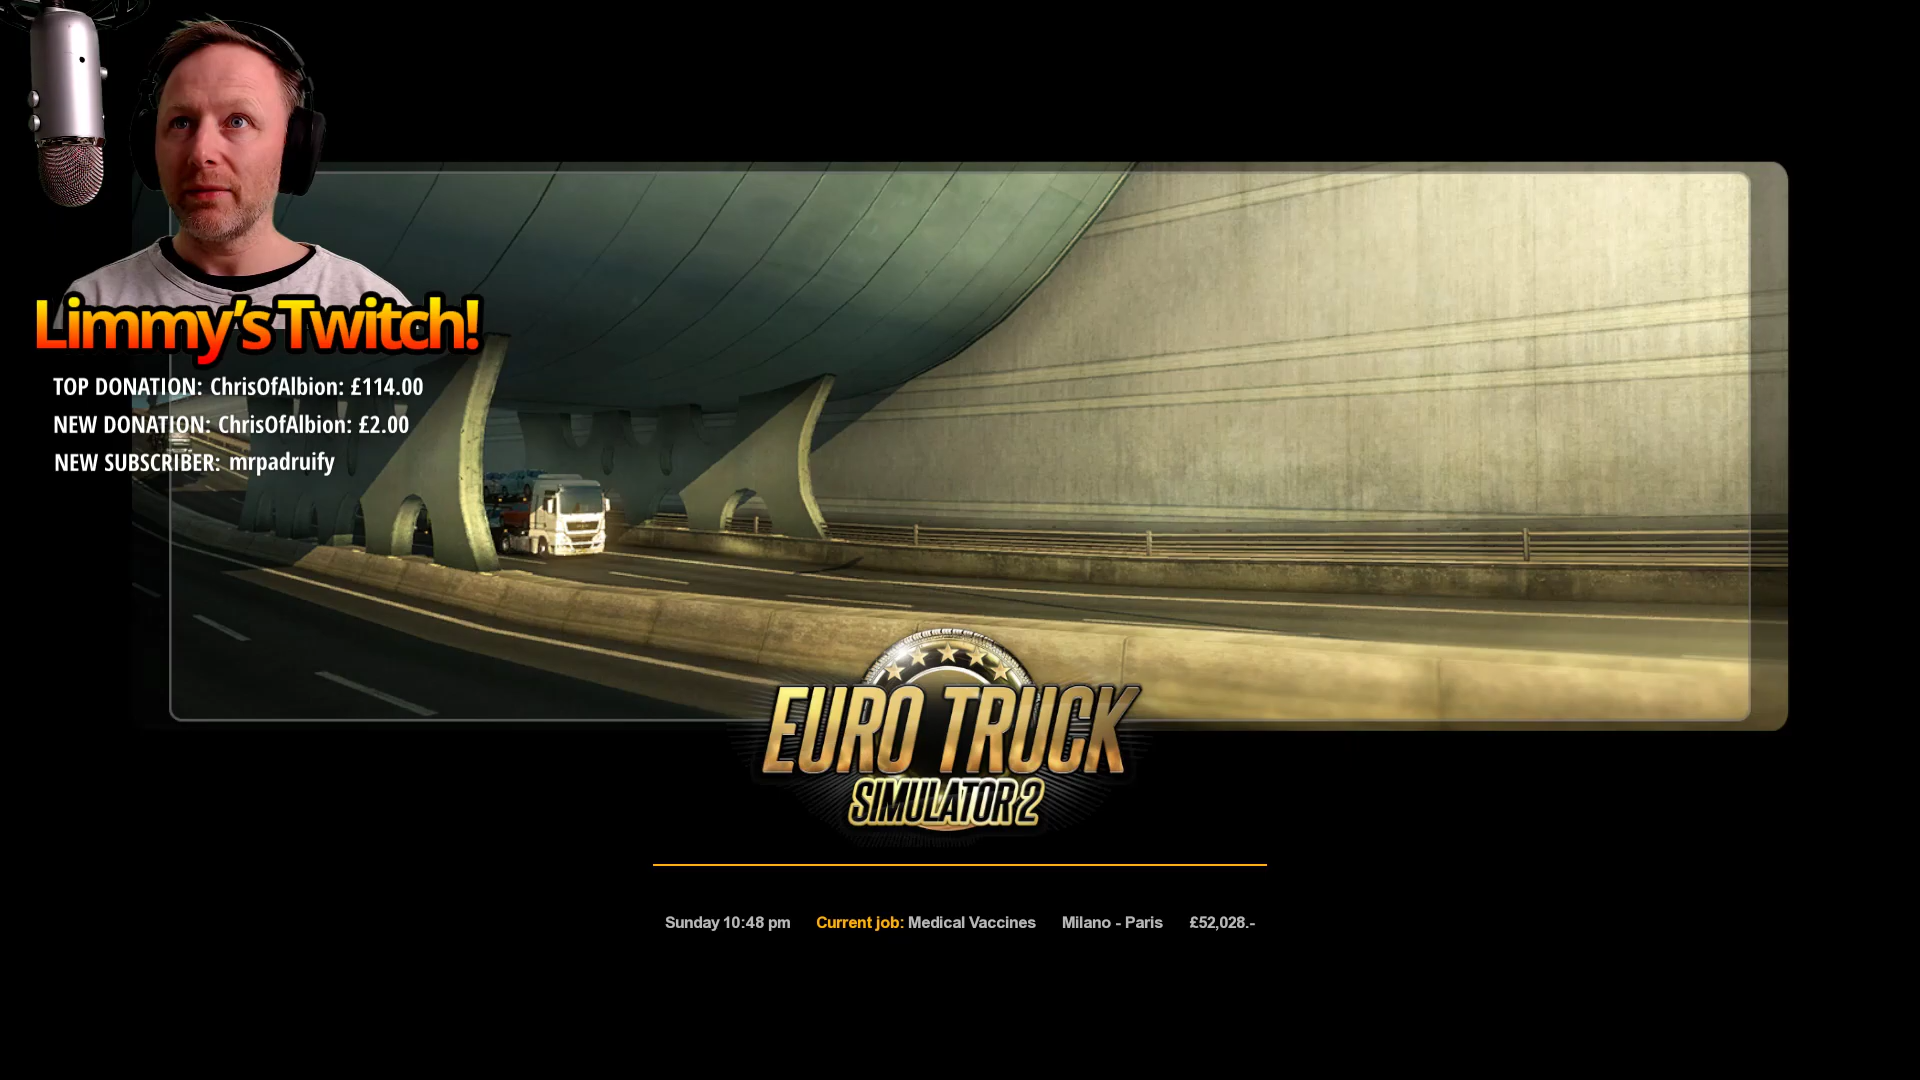 Limmy's Twitch!
TOP DONATION: ChrisOfAlbion: £114.00
NEW DONATION: ChrisOfAlbion: £2.00
NEW SUBSCRIBER: mrpadruify
EURO TRUCK
SIMULATOR 2
Sunday 10:48 pm Current job: Medical Vaccines Milano - Paris £52,028.-